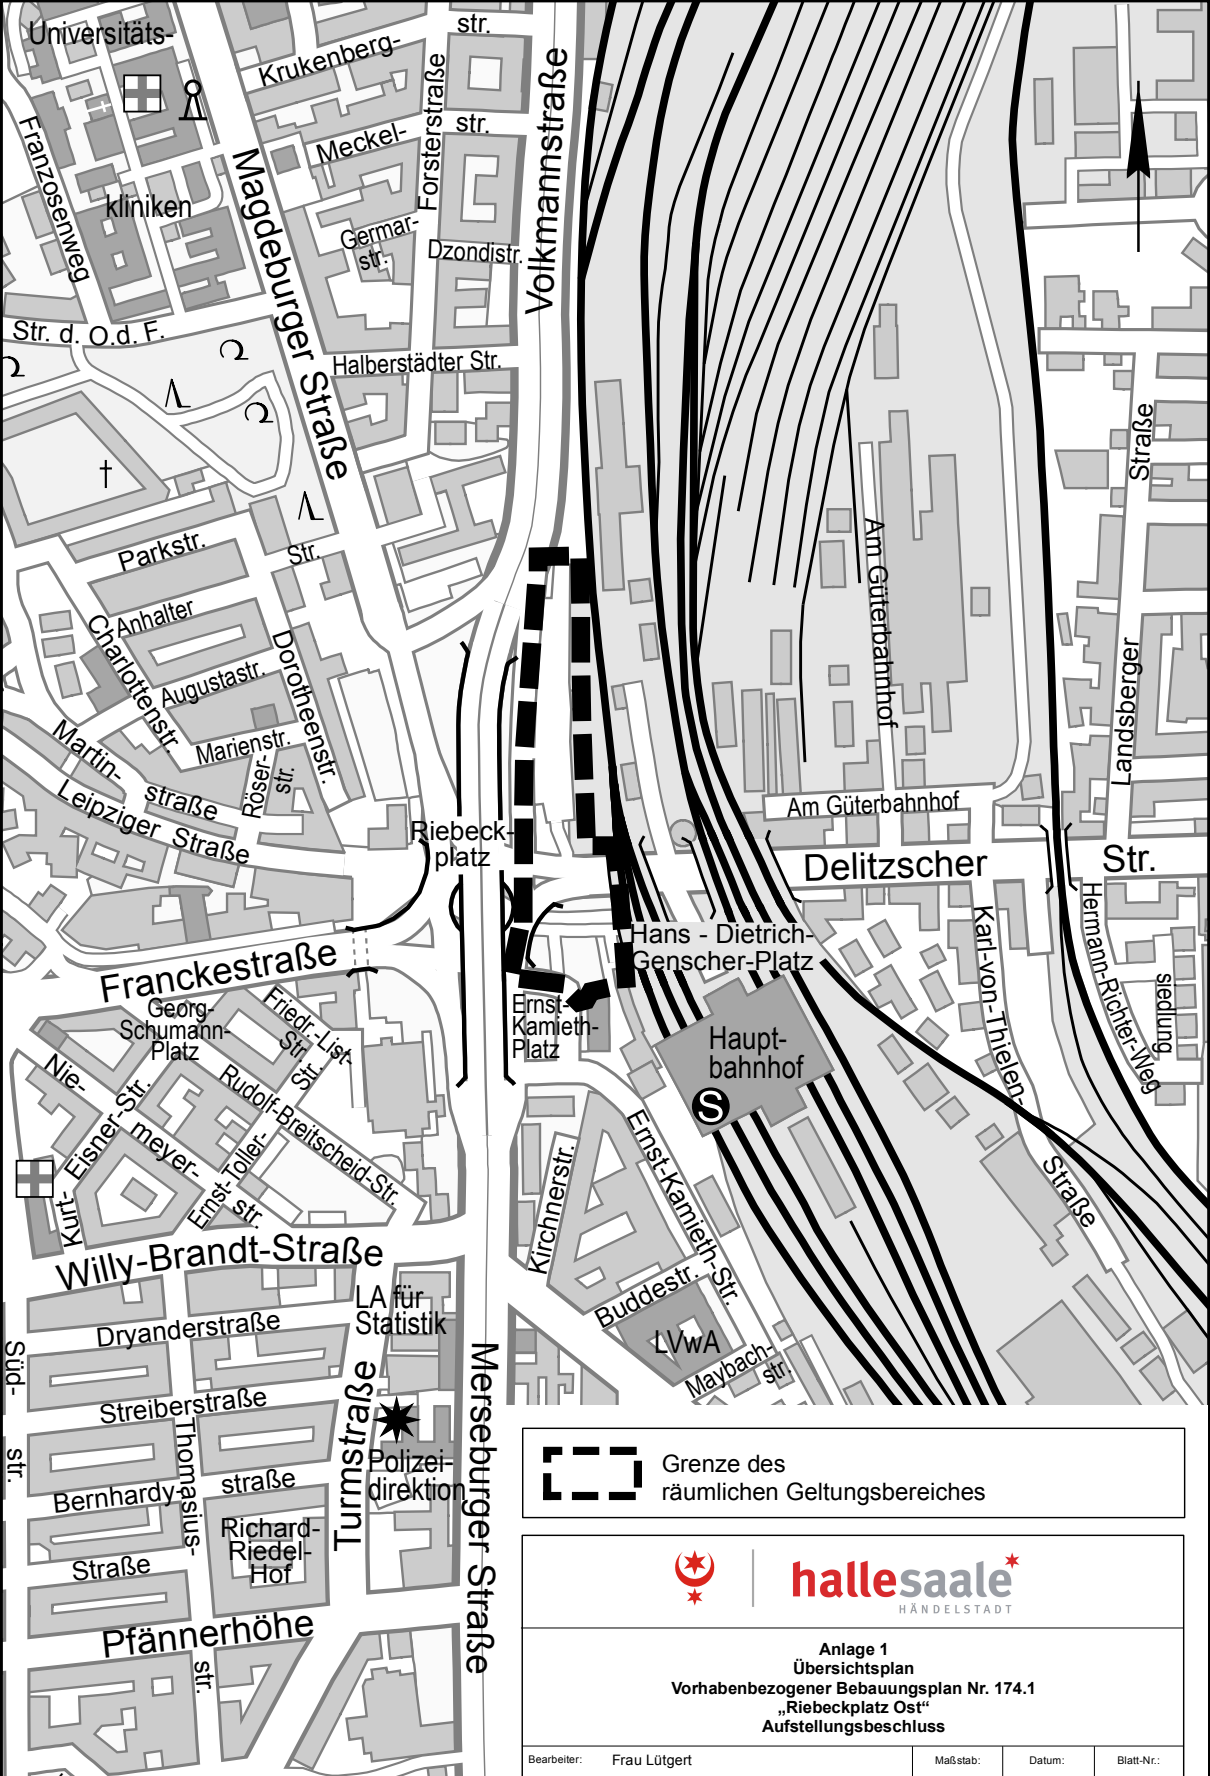 Universitäts-
kliniken
Krukenberg-
str.
Meckel-
str.
Forsterstraße
Volkmannstraße
Franzosenweg
Magdeburger Straße
Germar-
str.
Dzondistr.
Str. d. O.d. F.
Halberstädter Str.
Straße
Parkstr.
Str.
Am Güterbahnhof
Anhalter
Charlottenstr.
Augustastr.
Dorotheenstr.
Landsberger
Marienstr.
Martin-
straße
Röser-
str.
Leipziger Straße
Riebeck-
platz
Am Güterbahnhof
Delitzscher
Str.
Hans - Dietrich-
Genscher-Platz
Karl-von-Thielen-
Straße
Hermann-Richter-Weg
siedlung
Franckestraße
Georg-
Schumann-
Platz
Friedr.-List-
Str.
Str.
Ernst-
Kamieth-
Platz
Haupt-
bahnhof
S
Nie-
meyer-
str.
Rudolf-Breitscheid-Str.
Kurt-
Eisner-Str.
Ernst-Toller-
Kirchnerstr.
Ernst-Kamieth-Str.
Willy-Brandt-Straße
Buddestr.
LA für
Statistik
LVwA
Maybach-
str.
Dryanderstraße
Süd-
str.
Streiberstraße
Turmstraße
Merseburger Straße
Thomasius-
str.
Polizei-
direktion
Bernhardy-
straße
Richard-
Riedel-
Hof
Straße
Pfännerhöhe
Grenze des
räumlichen Geltungsbereiches
hallesaale
HÄNDELSTADT
Anlage 1
Übersichtsplan
Vorhabenbezogener Bebauungsplan Nr. 174.1
„Riebeckplatz Ost“
Aufstellungsbeschluss
Bearbeiter: Frau Lütgert Maßstab: Datum: Blatt-Nr.: